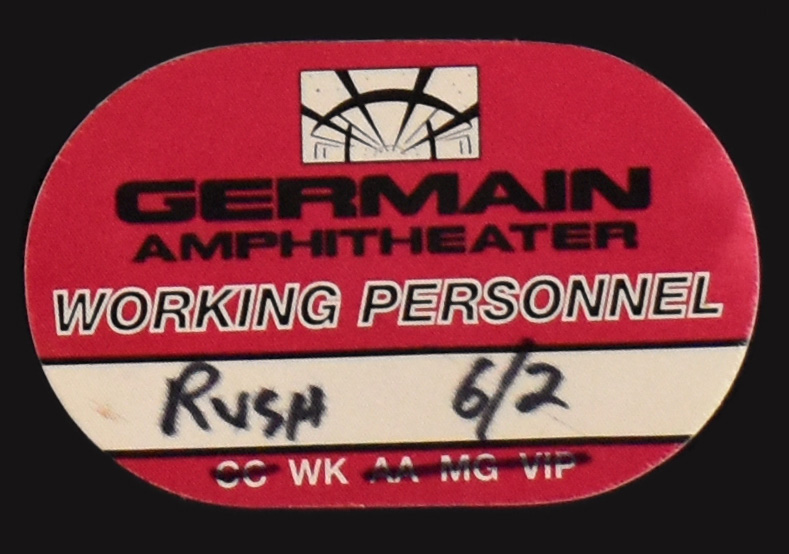 GERMAIN
AMPHITHEATER
WORKING PERSONNEL
RUSH 6/2
CC WK AA MG VIP